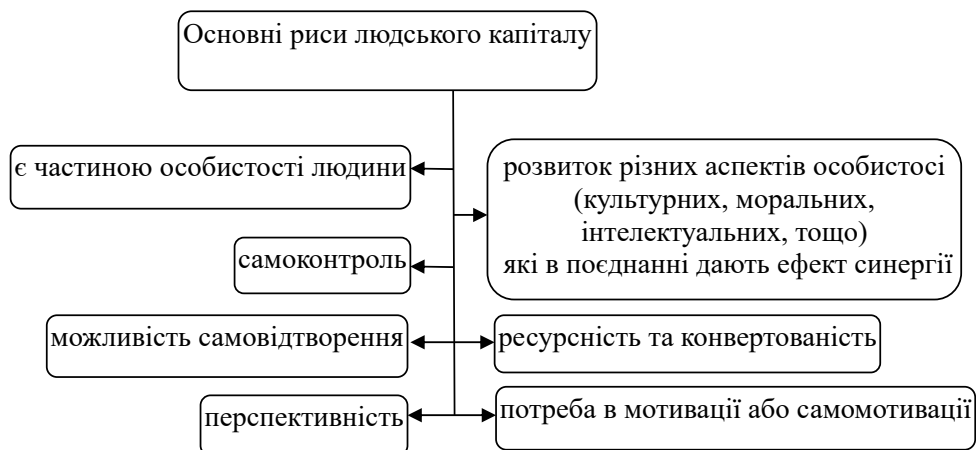 Основні риси людського капіталу
є частиною особистості людини
розвиток різних аспектів особистосі
(культурних, моральних,
інтелектуальних, тощо)
які в поєднанні дають ефект синергії
самоконтроль
можливість самовідтворення
ресурсність та конвертованість
перспективність
потреба в мотивації або самомотивації